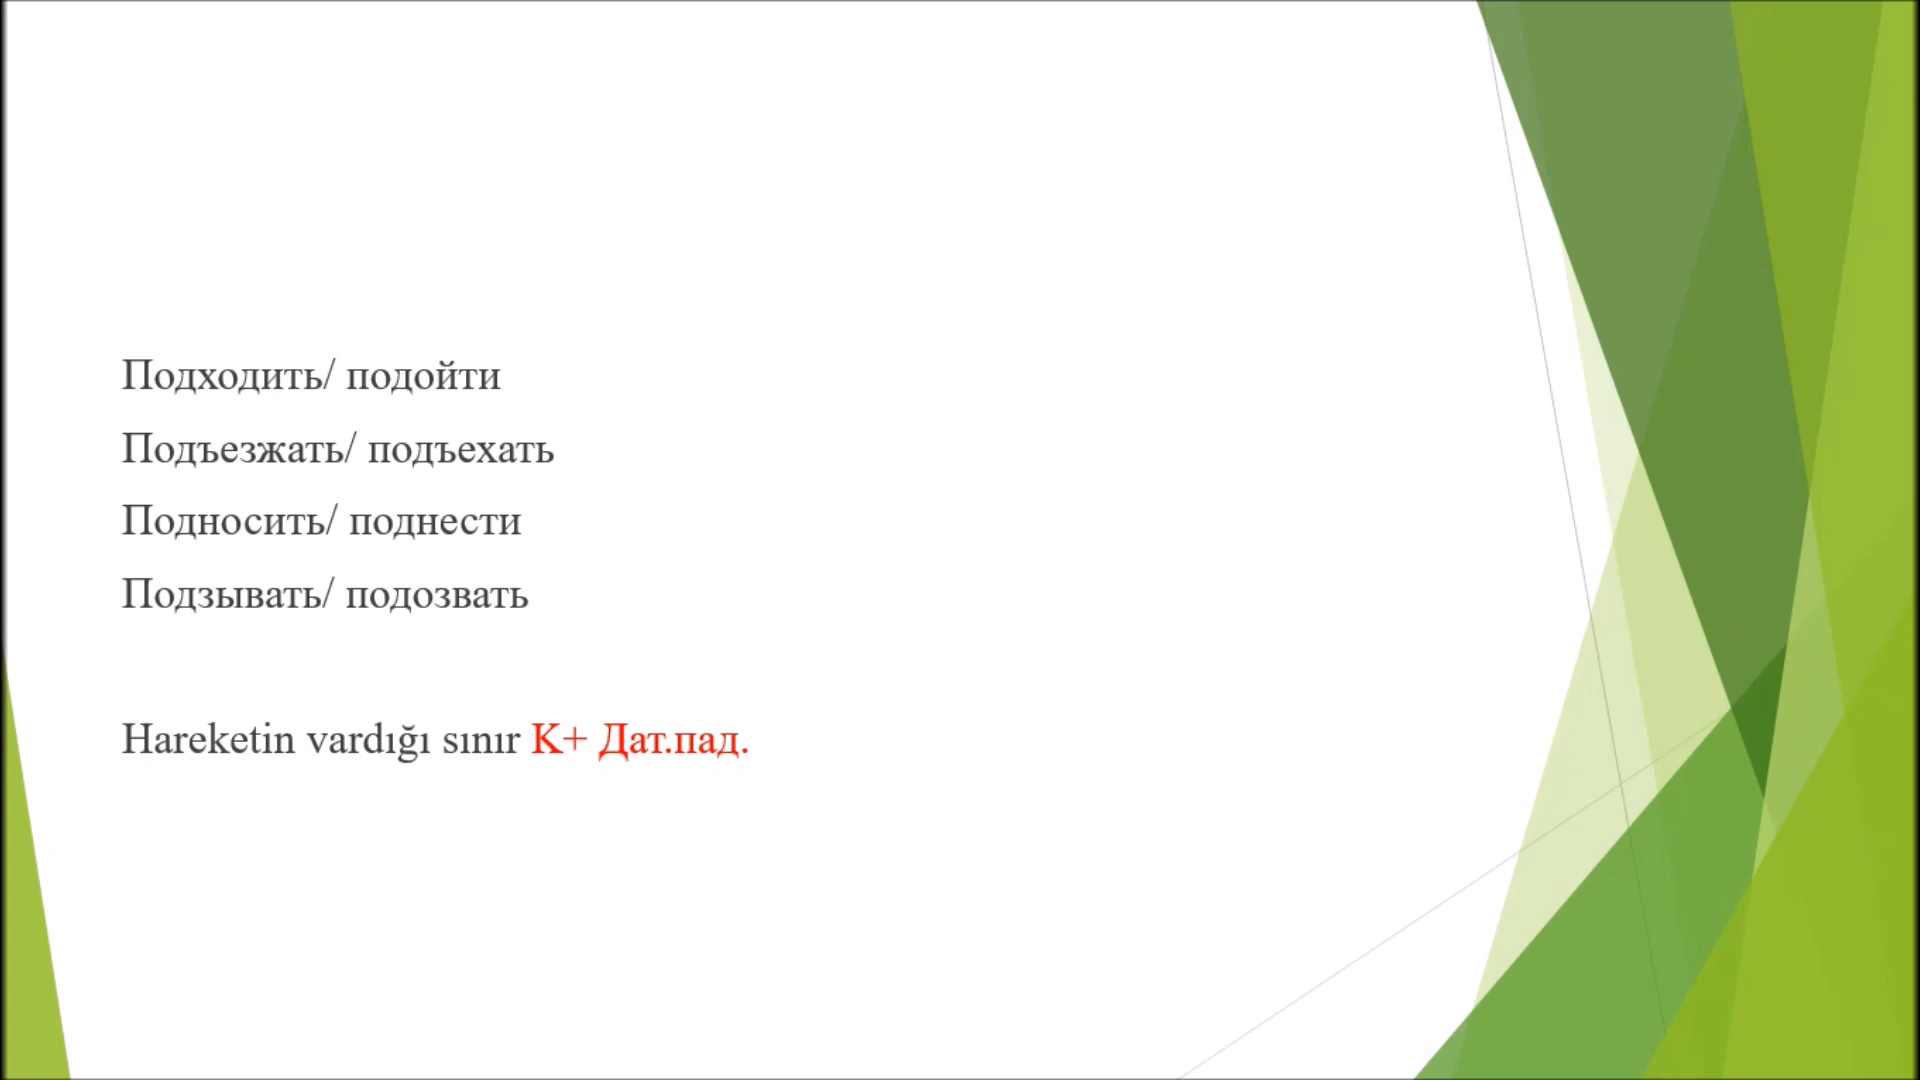 Подходить/ подойти
Подъезжать/ подъехать
Подносить/ поднести
Подзывать/ подозвать
Hareketin vardığı sınır K+ Дат.пад.